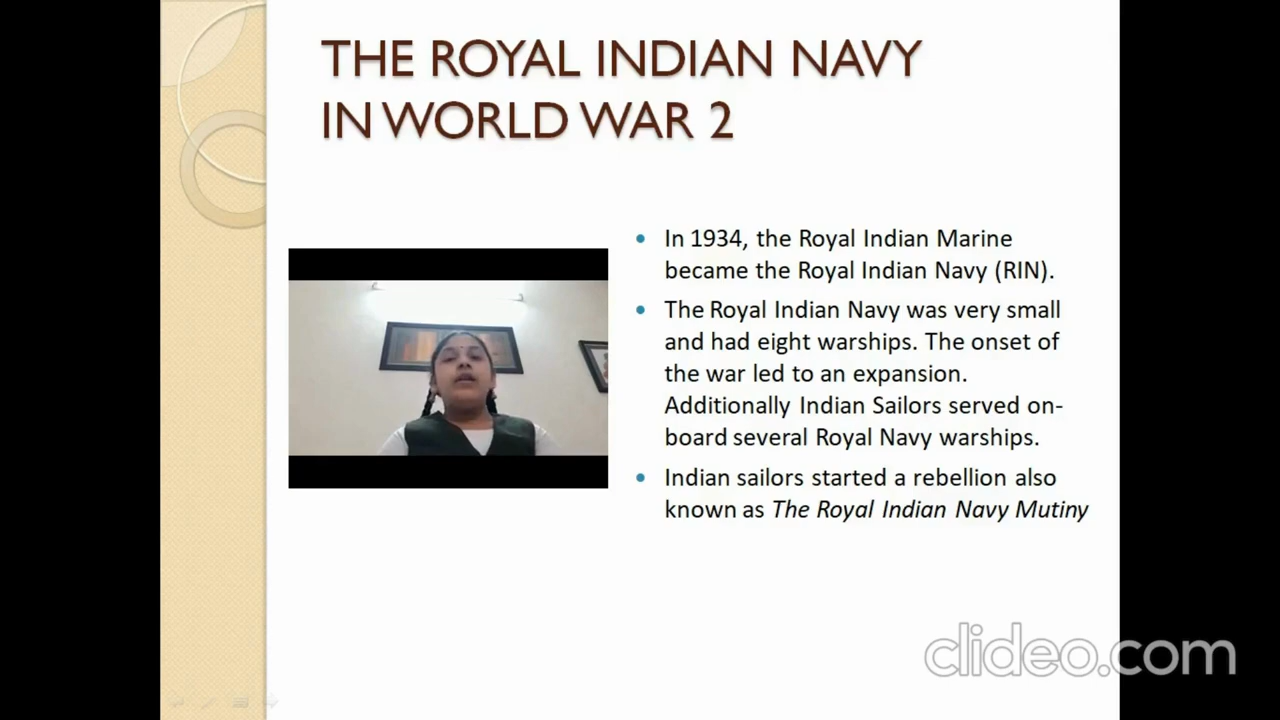 THE ROYAL INDIAN NAVY
IN WORLD WAR 2
• In 1934, the Royal Indian Marine
became the Royal Indian Navy (RIN).
• The Royal Indian Navy was very small
and had eight warships. The onset of
the war led to an expansion.
Additionally Indian Sailors served on-
board several Royal Navy warships.
• Indian sailors started a rebellion also
known as The Royal Indian Navy Mutiny
clideo.com